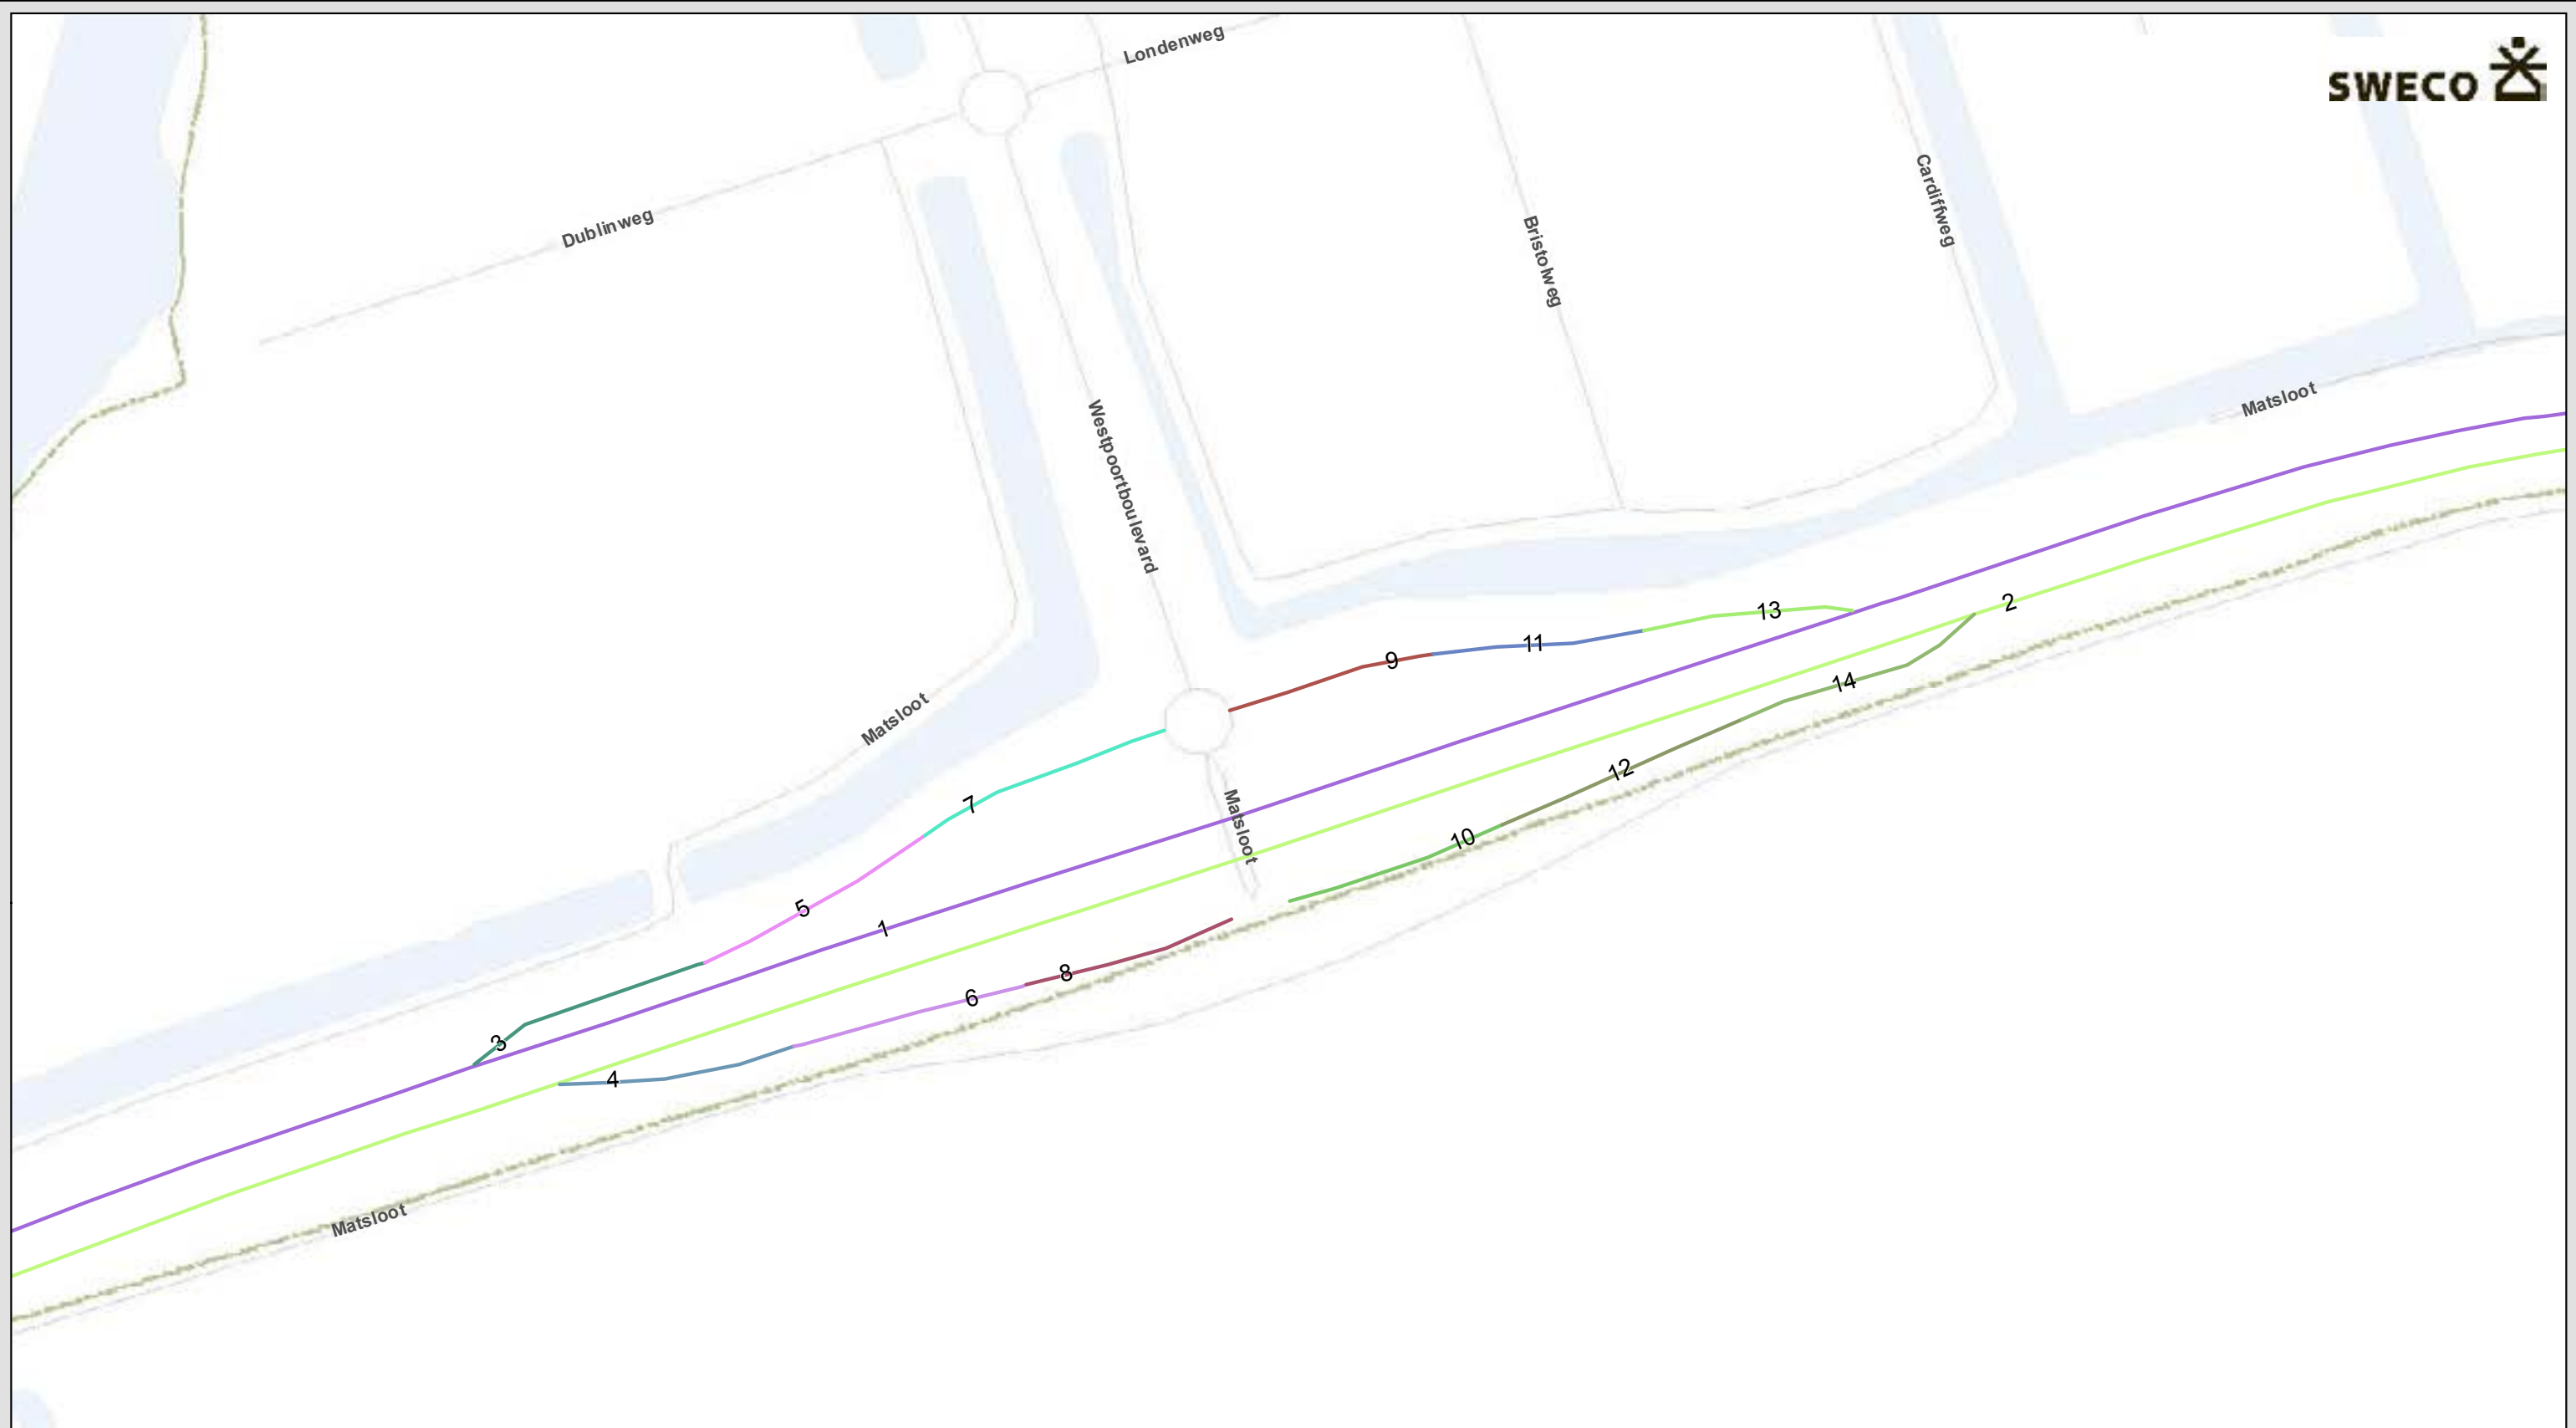 Londenweg
SWECO
Dublinweg
Cardiffweg
Bristolweg
Matsloot
Westpoortboulevard
2
13
11
9
14
Matsloot
12
7
Matsloot
10
5
1
8
6
3
4
Matsloot